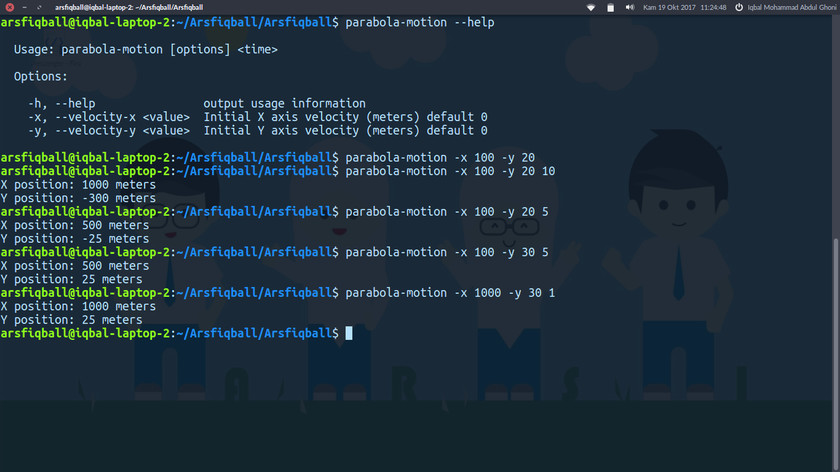 arsfiqball@iqbal-laptop-2: ~/Arsfiqball/Arsfiqball
Kam 19 Okt 2017 11:24:48 Iqbal Mohammad Abdul Ghoni
arsfiqball@iqbal-laptop-2:~/Arsfiqball/Arsfiqball$ parabola-motion --help
Usage: parabola-motion [options] <time>
Options:
-h, --help output usage information
-x, --velocity-x <value> Initial X axis velocity (meters) default 0
-y, --velocity-y <value> Initial Y axis velocity (meters) default 0
arsfiqball@iqbal-laptop-2:~/Arsfiqball/Arsfiqball$ parabola-motion -x 100 -y 20
arsfiqball@iqbal-laptop-2:~/Arsfiqball/Arsfiqball$ parabola-motion -x 100 -y 20 10
X position: 1000 meters
Y position: -300 meters
arsfiqball@iqbal-laptop-2:~/Arsfiqball/Arsfiqball$ parabola-motion -x 100 -y 20 5
X position: 500 meters
Y position: -25 meters
arsfiqball@iqbal-laptop-2:~/Arsfiqball/Arsfiqball$ parabola-motion -x 100 -y 30 5
X position: 500 meters
Y position: 25 meters
arsfiqball@iqbal-laptop-2:~/Arsfiqball/Arsfiqball$ parabola-motion -x 1000 -y 30 1
X position: 1000 meters
Y position: 25 meters
arsfiqball@iqbal-laptop-2:~/Arsfiqball/Arsfiqball$